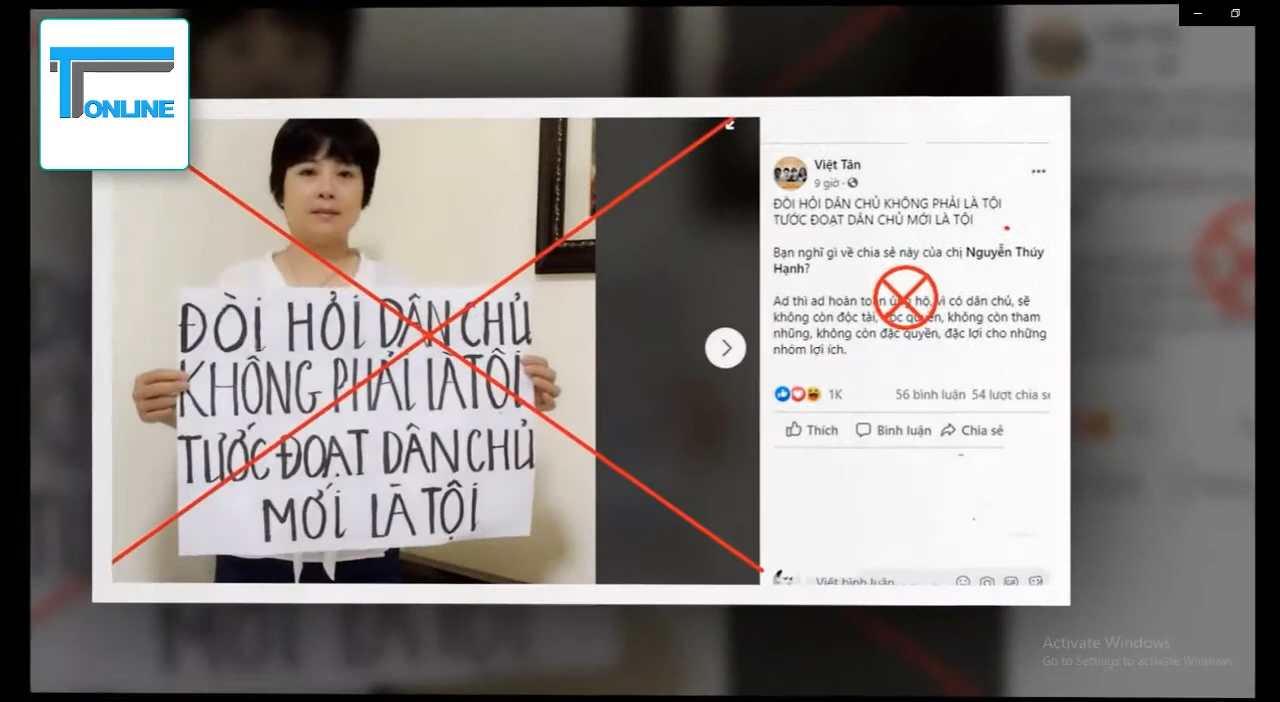 T
ONLINE
ĐÒI HỎI DÂN CHỦ
KHÔNG PHẢI LÀ TỘI
TƯỚC ĐOẠT DÂN CHỦ
MỚI LÀ TỘI
Việt Tân
9 giờ
ĐÒI HỎI DÂN CHỦ KHÔNG PHẢI LÀ TỘI
TƯỚC ĐOẠT DÂN CHỦ MỚI LÀ TỘI
Bạn nghĩ gì về chia sẻ này của chị Nguyễn Thúy
Hạnh?
Ad thì ad hoàn toàn ủng hộ, vì có dân chủ, sẽ
không còn độc tài, độc quyền, không còn tham
nhũng, không còn đặc quyền, đặc lợi cho những
nhóm lợi ích.
1K
56 bình luận 54 lượt chia sẻ
Thích
Bình luận
Chia sẻ
Viết bình luận...
Activate Windows
Go to Settings to activate Windows.